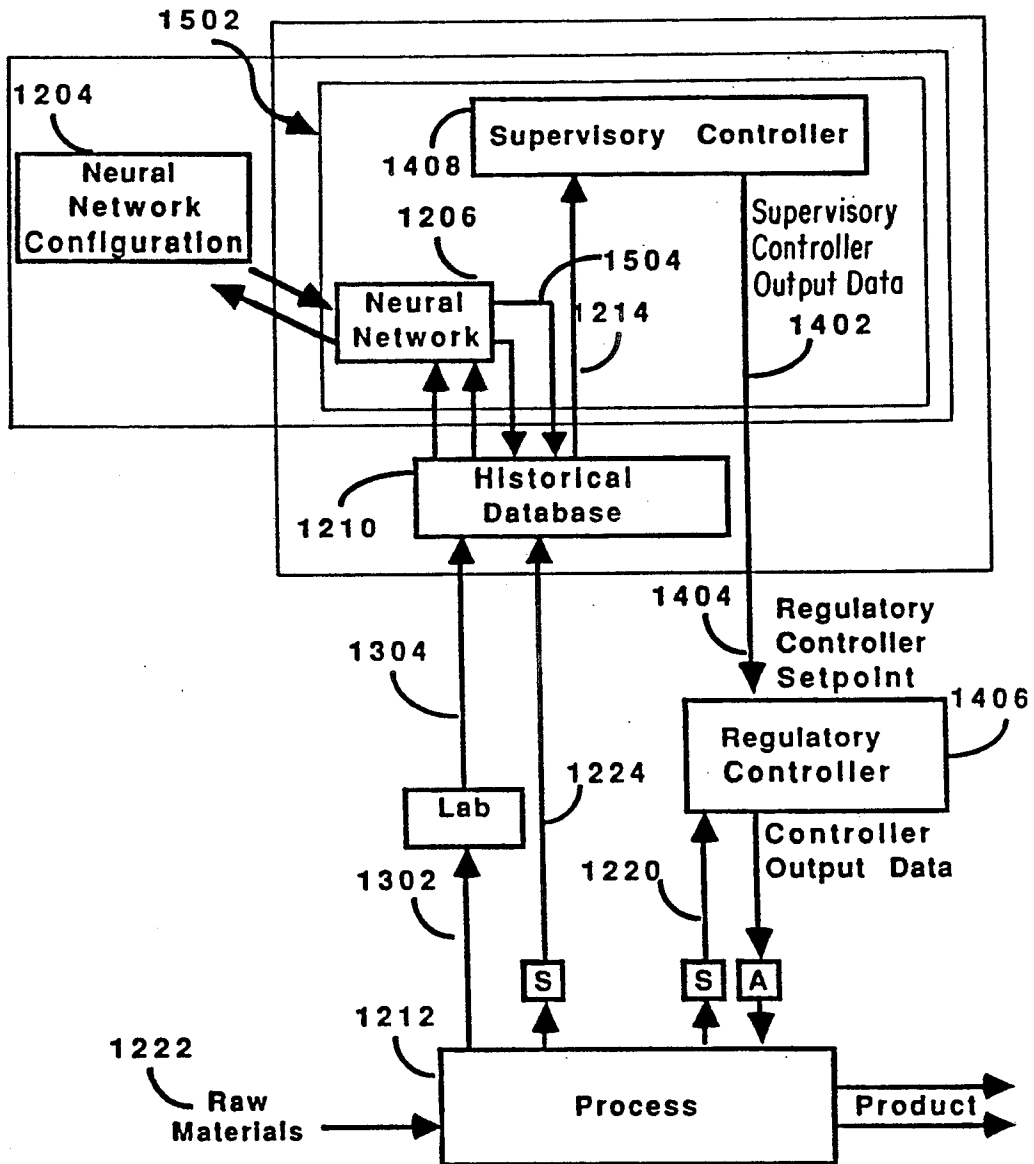 1502
1204
Neural
Network
Configuration
1408
Supervisory Controller
1206
Neural
Network
1504
1214
Supervisory
Controller
Output Data
1402
Historical
Database
1210
1404
Regulatory
Controller
Setpoint
1304
1406
Regulatory
Controller
1224
Lab
Controller
Output Data
1302
1220
S
S
A
1212
1222
Raw
Materials
Process
Product